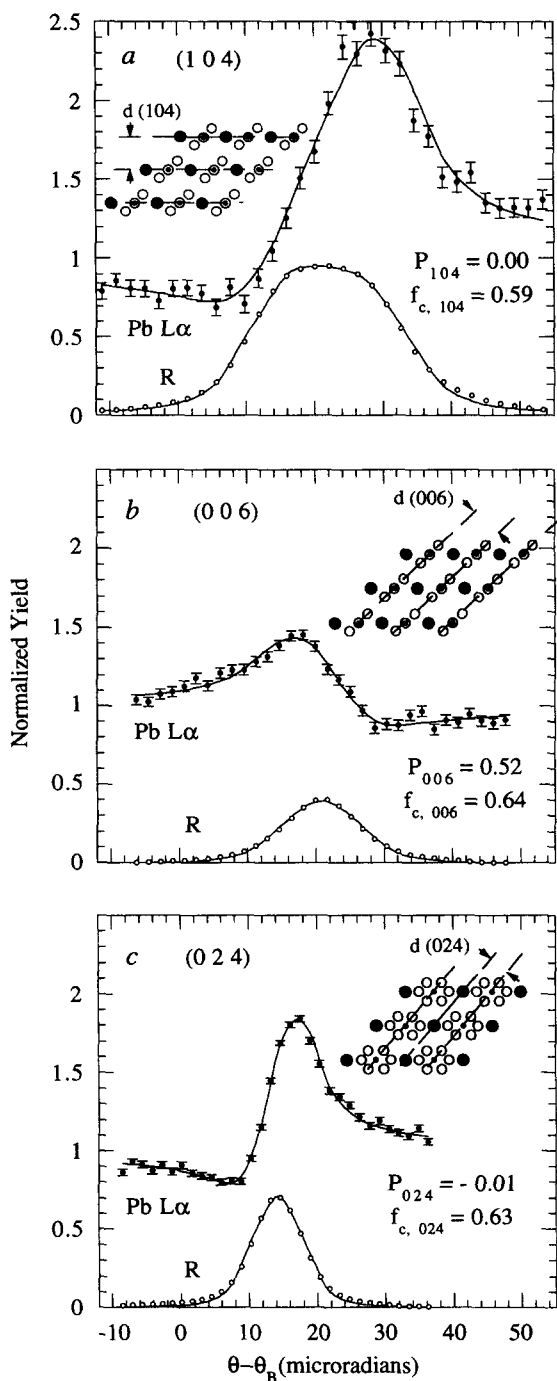 2.5
a
(1 0 4)
d (104)
2
1.5
1
0.5
0
P104 = 0.00
fc, 104 = 0.59
Pb Lα
R
b
(0 0 6)
d (006)
2
1.5
1
0.5
0
Normalized Yield
Pb Lα
P006 = 0.52
fc, 006 = 0.64
R
c
(0 2 4)
d (024)
2
1.5
1
0.5
0
Pb Lα
P024 = - 0.01
fc, 024 = 0.63
R
-10 0 10 20 30 40 50
θ−θB(microradians)